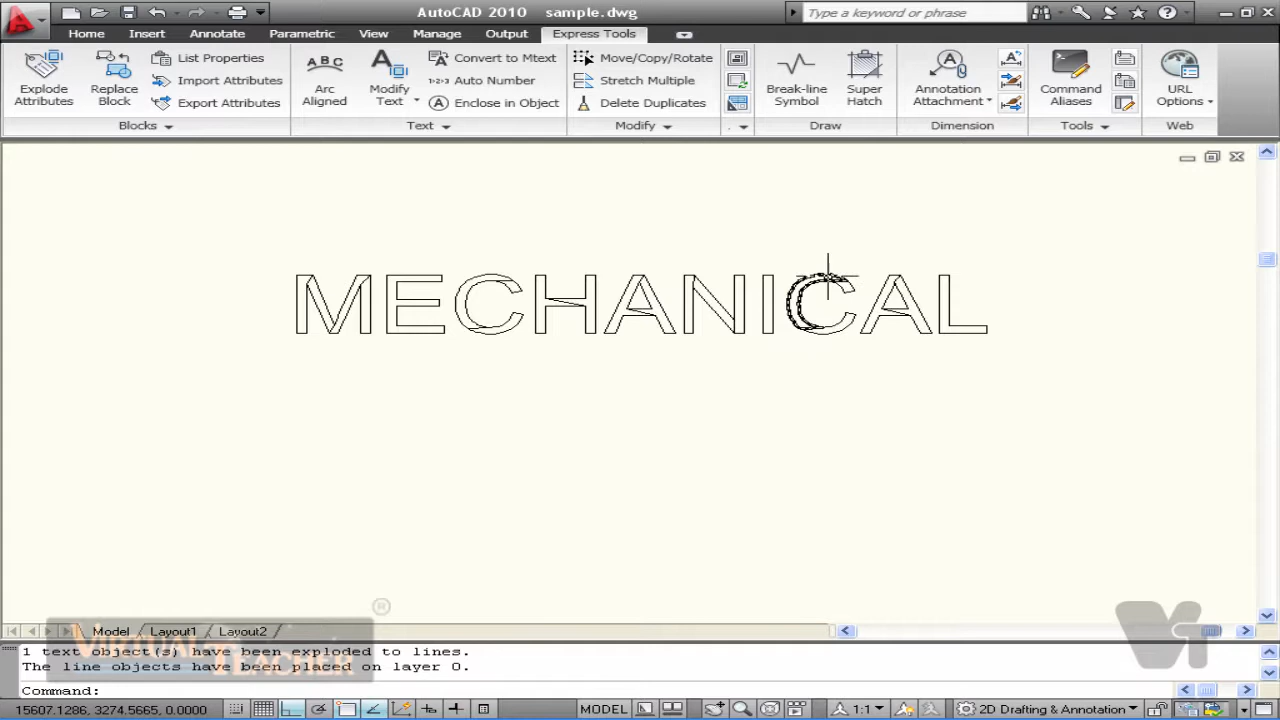 AutoCAD 2010 sample.dwg
Type a keyword or phrase
Home Insert Annotate Parametric View Manage Output Express Tools
Explode Attributes
Replace Block
List Properties
Import Attributes
Export Attributes
Blocks
ABC
Arc Aligned
Modify Text
Convert to Mtext
Auto Number
Enclose in Object
Text
Move/Copy/Rotate
Stretch Multiple
Delete Duplicates
Modify
Break-line Symbol
Super Hatch
Draw
Annotation Attachment
Dimension
Command Aliases
Tools
URL Options
Web
MECHANICAL
Model Layout1 Layout2
VIRTUAL TEACHER ®
VT
1 text object(s) have been exploded to lines.
The line objects have been placed on layer 0.
Command:
15607.1286, 3274.5665, 0.0000 MODEL 1:1 2D Drafting & Annotation